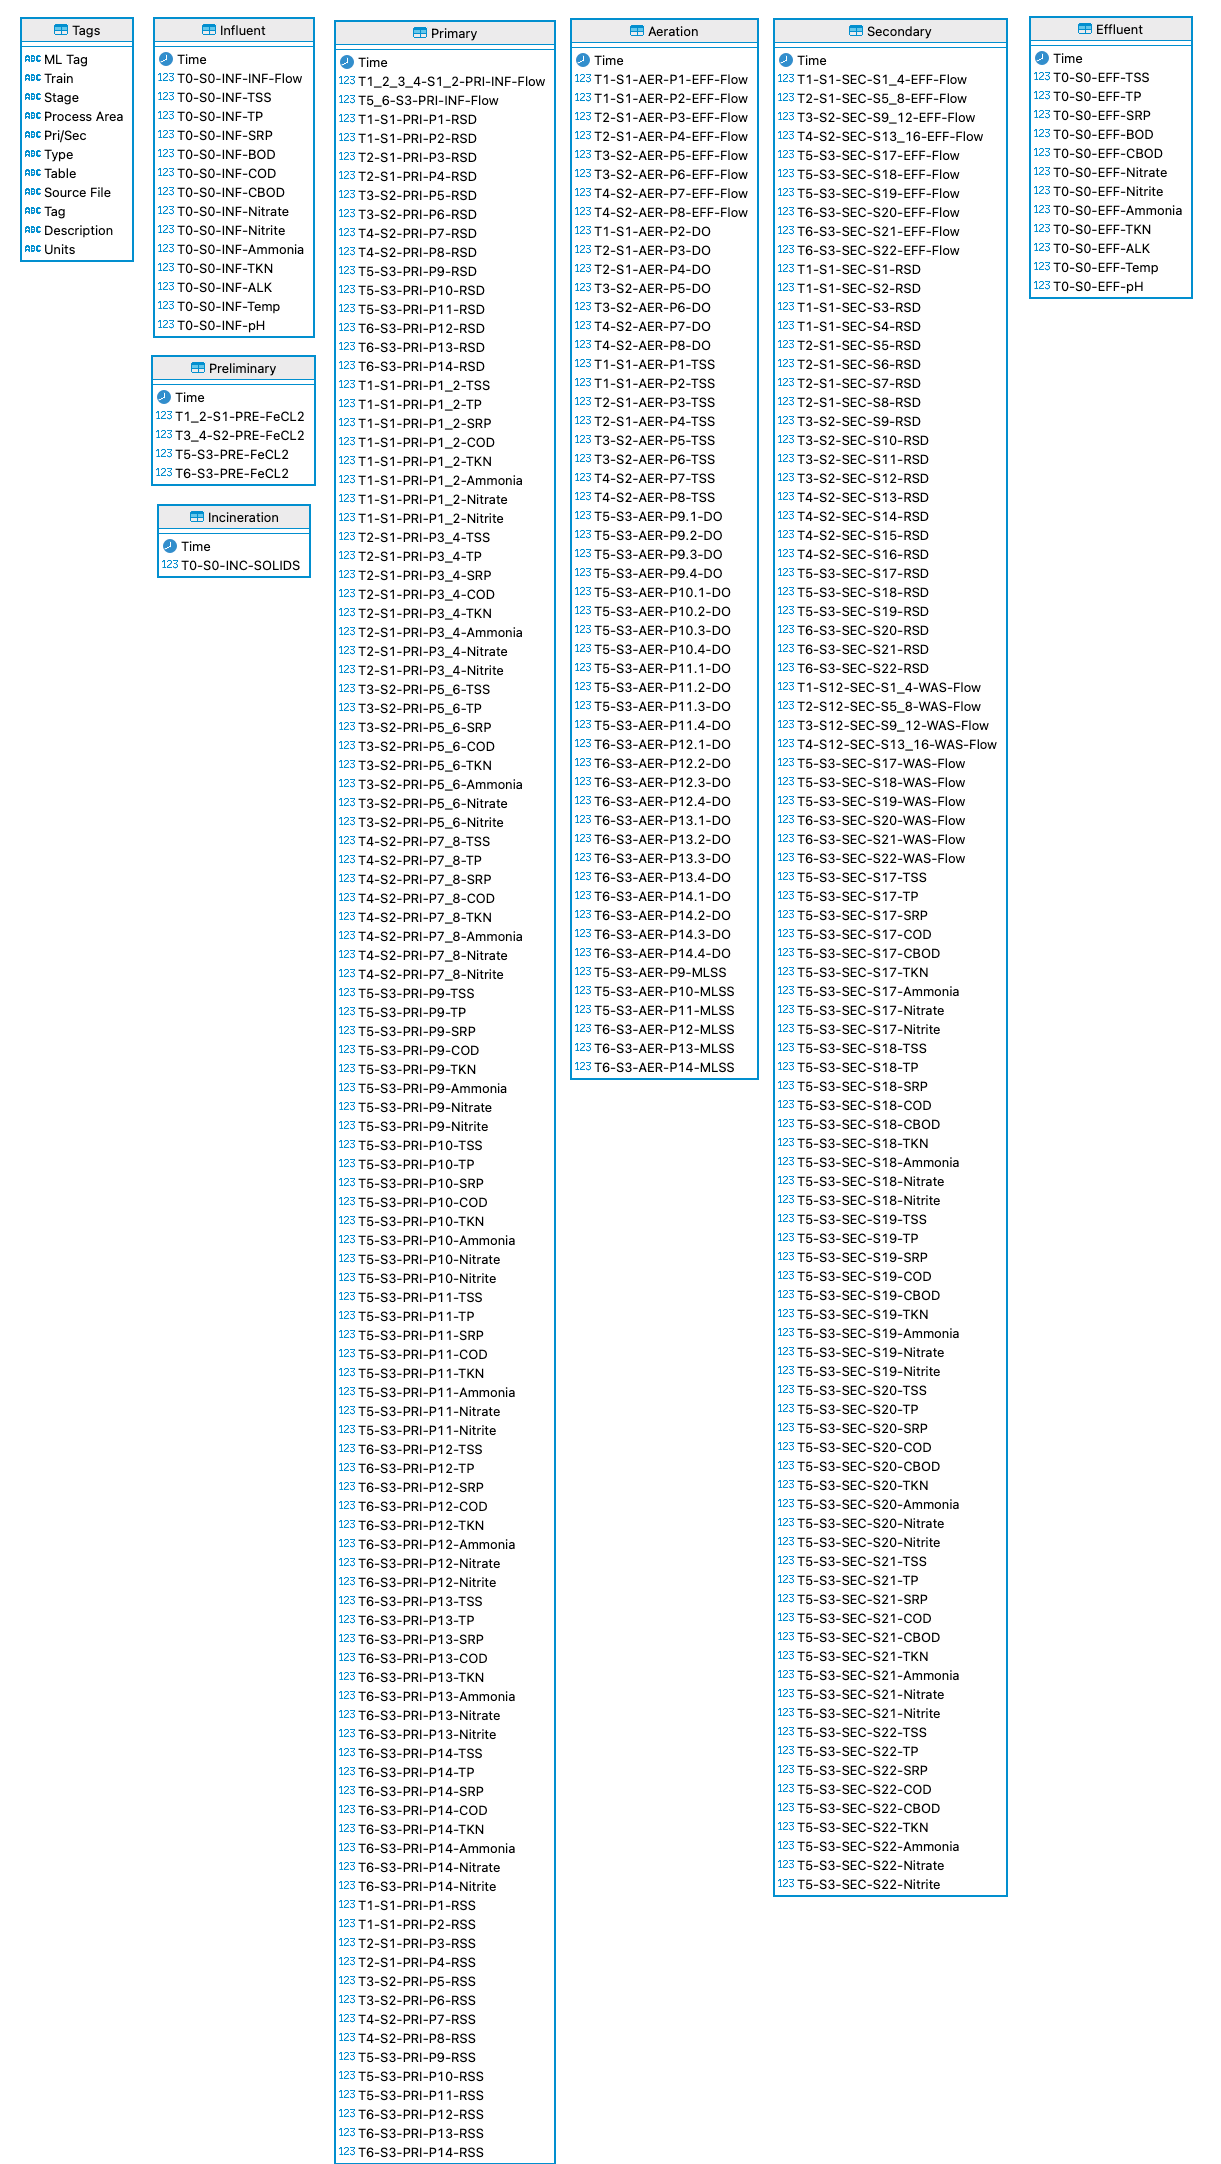 Tags
ABC ML Tag
ABC Train
ABC Stage
ABC Process Area
ABC Pri/Sec
ABC Type
ABC Table
ABC Source File
ABC Tag
ABC Description
ABC Units
Influent
Time
123 T0-S0-INF-INF-Flow
123 T0-S0-INF-TSS
123 T0-S0-INF-TP
123 T0-S0-INF-SRP
123 T0-S0-INF-BOD
123 T0-S0-INF-COD
123 T0-S0-INF-CBOD
123 T0-S0-INF-Nitrate
123 T0-S0-INF-Nitrite
123 T0-S0-INF-Ammonia
123 T0-S0-INF-TKN
123 T0-S0-INF-ALK
123 T0-S0-INF-Temp
123 T0-S0-INF-pH
Preliminary
Time
123 T1_2-S1-PRE-FeCL2
123 T3_4-S2-PRE-FeCL2
123 T5-S3-PRE-FeCL2
123 T6-S3-PRE-FeCL2
Incineration
Time
123 T0-S0-INC-SOLIDS
Primary
Time
123 T1_2_3_4-S1_2-PRI-INF-Flow
123 T5_6-S3-PRI-INF-Flow
123 T1-S1-PRI-P1-RSD
123 T1-S1-PRI-P2-RSD
123 T2-S1-PRI-P3-RSD
123 T2-S1-PRI-P4-RSD
123 T3-S2-PRI-P5-RSD
123 T3-S2-PRI-P6-RSD
123 T4-S2-PRI-P7-RSD
123 T4-S2-PRI-P8-RSD
123 T5-S3-PRI-P9-RSD
123 T5-S3-PRI-P10-RSD
123 T5-S3-PRI-P11-RSD
123 T6-S3-PRI-P12-RSD
123 T6-S3-PRI-P13-RSD
123 T6-S3-PRI-P14-RSD
123 T1-S1-PRI-P1_2-TSS
123 T1-S1-PRI-P1_2-TP
123 T1-S1-PRI-P1_2-SRP
123 T1-S1-PRI-P1_2-COD
123 T1-S1-PRI-P1_2-TKN
123 T1-S1-PRI-P1_2-Ammonia
123 T1-S1-PRI-P1_2-Nitrate
123 T1-S1-PRI-P1_2-Nitrite
123 T2-S1-PRI-P3_4-TSS
123 T2-S1-PRI-P3_4-TP
123 T2-S1-PRI-P3_4-SRP
123 T2-S1-PRI-P3_4-COD
123 T2-S1-PRI-P3_4-TKN
123 T2-S1-PRI-P3_4-Ammonia
123 T2-S1-PRI-P3_4-Nitrate
123 T2-S1-PRI-P3_4-Nitrite
123 T3-S2-PRI-P5_6-TSS
123 T3-S2-PRI-P5_6-TP
123 T3-S2-PRI-P5_6-SRP
123 T3-S2-PRI-P5_6-COD
123 T3-S2-PRI-P5_6-TKN
123 T3-S2-PRI-P5_6-Ammonia
123 T3-S2-PRI-P5_6-Nitrate
123 T3-S2-PRI-P5_6-Nitrite
123 T4-S2-PRI-P7_8-TSS
123 T4-S2-PRI-P7_8-TP
123 T4-S2-PRI-P7_8-SRP
123 T4-S2-PRI-P7_8-COD
123 T4-S2-PRI-P7_8-TKN
123 T4-S2-PRI-P7_8-Ammonia
123 T4-S2-PRI-P7_8-Nitrate
123 T4-S2-PRI-P7_8-Nitrite
123 T5-S3-PRI-P9-TSS
123 T5-S3-PRI-P9-TP
123 T5-S3-PRI-P9-SRP
123 T5-S3-PRI-P9-COD
123 T5-S3-PRI-P9-TKN
123 T5-S3-PRI-P9-Ammonia
123 T5-S3-PRI-P9-Nitrate
123 T5-S3-PRI-P9-Nitrite
123 T5-S3-PRI-P10-TSS
123 T5-S3-PRI-P10-TP
123 T5-S3-PRI-P10-SRP
123 T5-S3-PRI-P10-COD
123 T5-S3-PRI-P10-TKN
123 T5-S3-PRI-P10-Ammonia
123 T5-S3-PRI-P10-Nitrate
123 T5-S3-PRI-P10-Nitrite
123 T5-S3-PRI-P11-TSS
123 T5-S3-PRI-P11-TP
123 T5-S3-PRI-P11-SRP
123 T5-S3-PRI-P11-COD
123 T5-S3-PRI-P11-TKN
123 T5-S3-PRI-P11-Ammonia
123 T5-S3-PRI-P11-Nitrate
123 T5-S3-PRI-P11-Nitrite
123 T6-S3-PRI-P12-TSS
123 T6-S3-PRI-P12-TP
123 T6-S3-PRI-P12-SRP
123 T6-S3-PRI-P12-COD
123 T6-S3-PRI-P12-TKN
123 T6-S3-PRI-P12-Ammonia
123 T6-S3-PRI-P12-Nitrate
123 T6-S3-PRI-P12-Nitrite
123 T6-S3-PRI-P13-TSS
123 T6-S3-PRI-P13-TP
123 T6-S3-PRI-P13-SRP
123 T6-S3-PRI-P13-COD
123 T6-S3-PRI-P13-TKN
123 T6-S3-PRI-P13-Ammonia
123 T6-S3-PRI-P13-Nitrate
123 T6-S3-PRI-P13-Nitrite
123 T6-S3-PRI-P14-TSS
123 T6-S3-PRI-P14-TP
123 T6-S3-PRI-P14-SRP
123 T6-S3-PRI-P14-COD
123 T6-S3-PRI-P14-TKN
123 T6-S3-PRI-P14-Ammonia
123 T6-S3-PRI-P14-Nitrate
123 T6-S3-PRI-P14-Nitrite
123 T1-S1-PRI-P1-RSS
123 T1-S1-PRI-P2-RSS
123 T2-S1-PRI-P3-RSS
123 T2-S1-PRI-P4-RSS
123 T3-S2-PRI-P5-RSS
123 T3-S2-PRI-P6-RSS
123 T4-S2-PRI-P7-RSS
123 T4-S2-PRI-P8-RSS
123 T5-S3-PRI-P9-RSS
123 T5-S3-PRI-P10-RSS
123 T5-S3-PRI-P11-RSS
123 T6-S3-PRI-P12-RSS
123 T6-S3-PRI-P13-RSS
123 T6-S3-PRI-P14-RSS
Aeration
Time
123 T1-S1-AER-P1-EFF-Flow
123 T1-S1-AER-P2-EFF-Flow
123 T2-S1-AER-P3-EFF-Flow
123 T2-S1-AER-P4-EFF-Flow
123 T3-S2-AER-P5-EFF-Flow
123 T3-S2-AER-P6-EFF-Flow
123 T4-S2-AER-P7-EFF-Flow
123 T4-S2-AER-P8-EFF-Flow
123 T1-S1-AER-P2-DO
123 T2-S1-AER-P3-DO
123 T2-S1-AER-P4-DO
123 T3-S2-AER-P5-DO
123 T3-S2-AER-P6-DO
123 T4-S2-AER-P7-DO
123 T4-S2-AER-P8-DO
123 T1-S1-AER-P1-TSS
123 T1-S1-AER-P2-TSS
123 T2-S1-AER-P3-TSS
123 T2-S1-AER-P4-TSS
123 T3-S2-AER-P5-TSS
123 T3-S2-AER-P6-TSS
123 T4-S2-AER-P7-TSS
123 T4-S2-AER-P8-TSS
123 T5-S3-AER-P9.1-DO
123 T5-S3-AER-P9.2-DO
123 T5-S3-AER-P9.3-DO
123 T5-S3-AER-P9.4-DO
123 T5-S3-AER-P10.1-DO
123 T5-S3-AER-P10.2-DO
123 T5-S3-AER-P10.3-DO
123 T5-S3-AER-P10.4-DO
123 T5-S3-AER-P11.1-DO
123 T5-S3-AER-P11.2-DO
123 T5-S3-AER-P11.3-DO
123 T5-S3-AER-P11.4-DO
123 T6-S3-AER-P12.1-DO
123 T6-S3-AER-P12.2-DO
123 T6-S3-AER-P12.3-DO
123 T6-S3-AER-P12.4-DO
123 T6-S3-AER-P13.1-DO
123 T6-S3-AER-P13.2-DO
123 T6-S3-AER-P13.3-DO
123 T6-S3-AER-P13.4-DO
123 T6-S3-AER-P14.1-DO
123 T6-S3-AER-P14.2-DO
123 T6-S3-AER-P14.3-DO
123 T6-S3-AER-P14.4-DO
123 T5-S3-AER-P9-MLSS
123 T5-S3-AER-P10-MLSS
123 T5-S3-AER-P11-MLSS
123 T6-S3-AER-P12-MLSS
123 T6-S3-AER-P13-MLSS
123 T6-S3-AER-P14-MLSS
Secondary
Time
123 T1-S1-SEC-S1_4-EFF-Flow
123 T2-S1-SEC-S5_8-EFF-Flow
123 T3-S2-SEC-S9_12-EFF-Flow
123 T4-S2-SEC-S13_16-EFF-Flow
123 T5-S3-SEC-S17-EFF-Flow
123 T5-S3-SEC-S18-EFF-Flow
123 T5-S3-SEC-S19-EFF-Flow
123 T6-S3-SEC-S20-EFF-Flow
123 T6-S3-SEC-S21-EFF-Flow
123 T6-S3-SEC-S22-EFF-Flow
123 T1-S1-SEC-S1-RSD
123 T1-S1-SEC-S2-RSD
123 T1-S1-SEC-S3-RSD
123 T1-S1-SEC-S4-RSD
123 T2-S1-SEC-S5-RSD
123 T2-S1-SEC-S6-RSD
123 T2-S1-SEC-S7-RSD
123 T2-S1-SEC-S8-RSD
123 T3-S2-SEC-S9-RSD
123 T3-S2-SEC-S10-RSD
123 T3-S2-SEC-S11-RSD
123 T3-S2-SEC-S12-RSD
123 T4-S2-SEC-S13-RSD
123 T4-S2-SEC-S14-RSD
123 T4-S2-SEC-S15-RSD
123 T4-S2-SEC-S16-RSD
123 T5-S3-SEC-S17-RSD
123 T5-S3-SEC-S18-RSD
123 T5-S3-SEC-S19-RSD
123 T6-S3-SEC-S20-RSD
123 T6-S3-SEC-S21-RSD
123 T6-S3-SEC-S22-RSD
123 T1-S12-SEC-S1_4-WAS-Flow
123 T2-S12-SEC-S5_8-WAS-Flow
123 T3-S12-SEC-S9_12-WAS-Flow
123 T4-S12-SEC-S13_16-WAS-Flow
123 T5-S3-SEC-S17-WAS-Flow
123 T5-S3-SEC-S18-WAS-Flow
123 T5-S3-SEC-S19-WAS-Flow
123 T6-S3-SEC-S20-WAS-Flow
123 T6-S3-SEC-S21-WAS-Flow
123 T6-S3-SEC-S22-WAS-Flow
123 T5-S3-SEC-S17-TSS
123 T5-S3-SEC-S17-TP
123 T5-S3-SEC-S17-SRP
123 T5-S3-SEC-S17-COD
123 T5-S3-SEC-S17-CBOD
123 T5-S3-SEC-S17-TKN
123 T5-S3-SEC-S17-Ammonia
123 T5-S3-SEC-S17-Nitrate
123 T5-S3-SEC-S17-Nitrite
123 T5-S3-SEC-S18-TSS
123 T5-S3-SEC-S18-TP
123 T5-S3-SEC-S18-SRP
123 T5-S3-SEC-S18-COD
123 T5-S3-SEC-S18-CBOD
123 T5-S3-SEC-S18-TKN
123 T5-S3-SEC-S18-Ammonia
123 T5-S3-SEC-S18-Nitrate
123 T5-S3-SEC-S18-Nitrite
123 T5-S3-SEC-S19-TSS
123 T5-S3-SEC-S19-TP
123 T5-S3-SEC-S19-SRP
123 T5-S3-SEC-S19-COD
123 T5-S3-SEC-S19-CBOD
123 T5-S3-SEC-S19-TKN
123 T5-S3-SEC-S19-Ammonia
123 T5-S3-SEC-S19-Nitrate
123 T5-S3-SEC-S19-Nitrite
123 T5-S3-SEC-S20-TSS
123 T5-S3-SEC-S20-TP
123 T5-S3-SEC-S20-SRP
123 T5-S3-SEC-S20-COD
123 T5-S3-SEC-S20-CBOD
123 T5-S3-SEC-S20-TKN
123 T5-S3-SEC-S20-Ammonia
123 T5-S3-SEC-S20-Nitrate
123 T5-S3-SEC-S20-Nitrite
123 T5-S3-SEC-S21-TSS
123 T5-S3-SEC-S21-TP
123 T5-S3-SEC-S21-SRP
123 T5-S3-SEC-S21-COD
123 T5-S3-SEC-S21-CBOD
123 T5-S3-SEC-S21-TKN
123 T5-S3-SEC-S21-Ammonia
123 T5-S3-SEC-S21-Nitrate
123 T5-S3-SEC-S21-Nitrite
123 T5-S3-SEC-S22-TSS
123 T5-S3-SEC-S22-TP
123 T5-S3-SEC-S22-SRP
123 T5-S3-SEC-S22-COD
123 T5-S3-SEC-S22-CBOD
123 T5-S3-SEC-S22-TKN
123 T5-S3-SEC-S22-Ammonia
123 T5-S3-SEC-S22-Nitrate
123 T5-S3-SEC-S22-Nitrite
Effluent
Time
123 T0-S0-EFF-TSS
123 T0-S0-EFF-TP
123 T0-S0-EFF-SRP
123 T0-S0-EFF-BOD
123 T0-S0-EFF-CBOD
123 T0-S0-EFF-Nitrate
123 T0-S0-EFF-Nitrite
123 T0-S0-EFF-Ammonia
123 T0-S0-EFF-TKN
123 T0-S0-EFF-ALK
123 T0-S0-EFF-Temp
123 T0-S0-EFF-pH